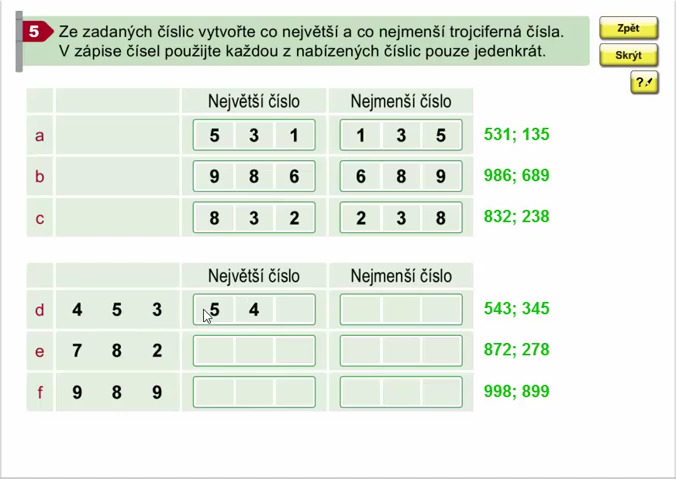 5 Ze zadaných číslic vytvořte co největší a co nejmenší trojciferná čísla.
V zápise čísel použijte každou z nabízených číslic pouze jedenkrát.
Zpět
Skrýt
?
Největší číslo Nejmenší číslo
a 5 3 1 1 3 5 531; 135
b 9 8 6 6 8 9 986; 689
c 8 3 2 2 3 8 832; 238
Největší číslo Nejmenší číslo
d 4 5 3 5 4 543; 345
e 7 8 2 872; 278
f 9 8 9 998; 899